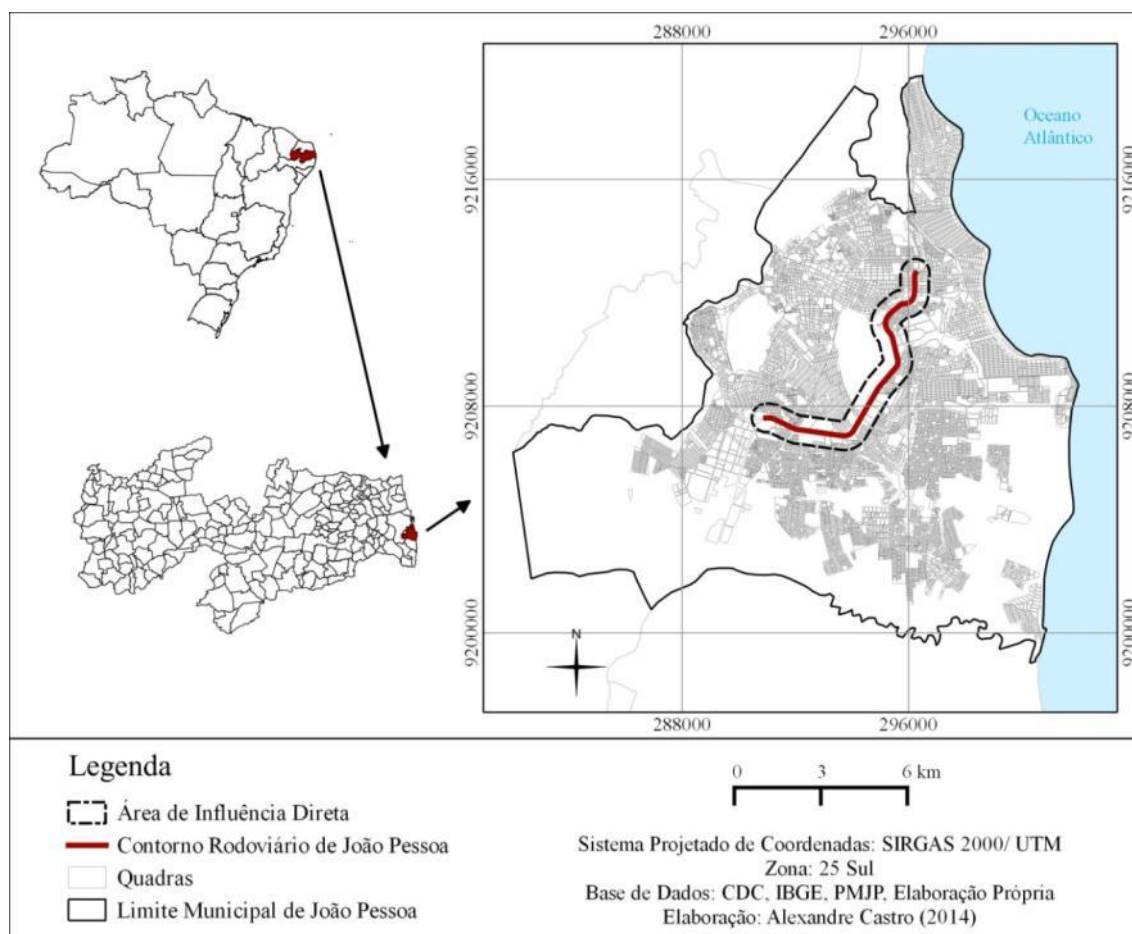 288000
296000
Oceano
Atlântico
9216000
9216000
9208000
9208000
9200000
9200000
N
288000
296000
Legenda
Área de Influência Direta
Contorno Rodoviário de João Pessoa
Quadras
Limite Municipal de João Pessoa
0 3 6 km
Sistema Projetado de Coordenadas: SIRGAS 2000/ UTM
Zona: 25 Sul
Base de Dados: CDC, IBGE, PMJP, Elaboração Própria
Elaboração: Alexandre Castro (2014)